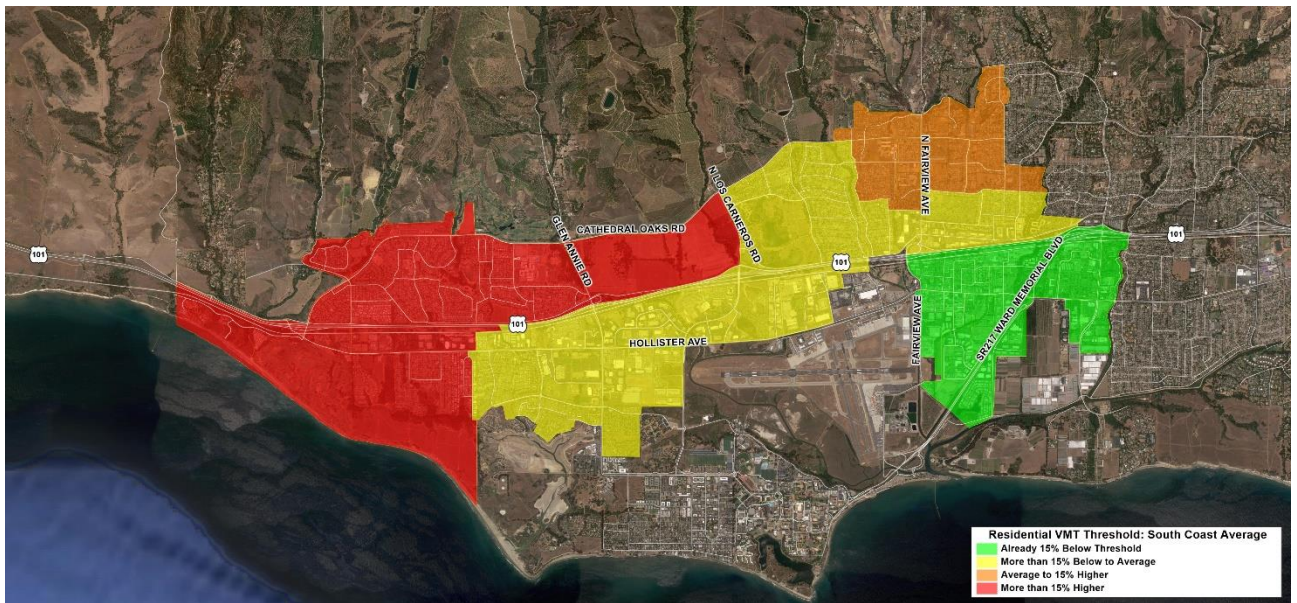 N FAIRVIEW AVE
N LOS CARNEROS RD
CATHEDRAL OAKS RD
GLEN ANNIE RD
101
101
101
101
SR217 WARD MEMORIAL BLVD
HOLLISTER AVE
FAIRVIEW AVE
Residential VMT Threshold: South Coast Average
Already 15% Below Threshold
More than 15% Below to Average
Average to 15% Higher
More than 15% Higher